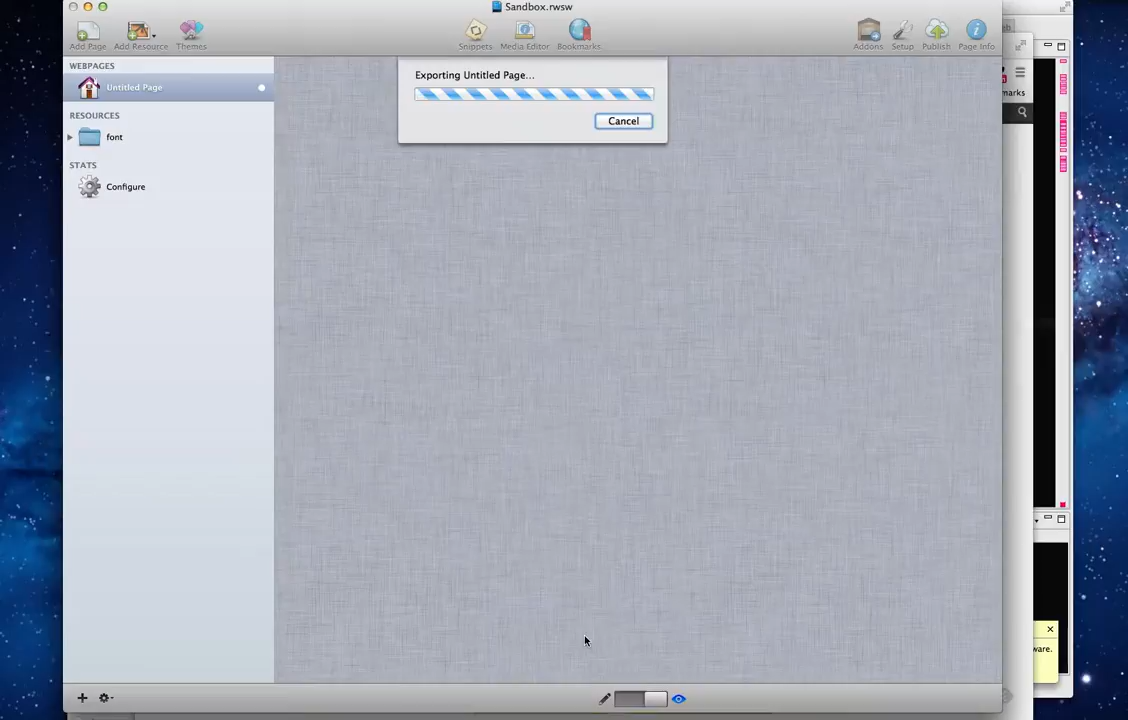 Sandbox.rwsw
Add Page
Add Resource
Themes
Snippets
Media Editor
Bookmarks
Addons
Setup
Publish
Page Info
WEBPAGES
Untitled Page
RESOURCES
font
STATS
Configure
Exporting Untitled Page...
Cancel
marks
ware.